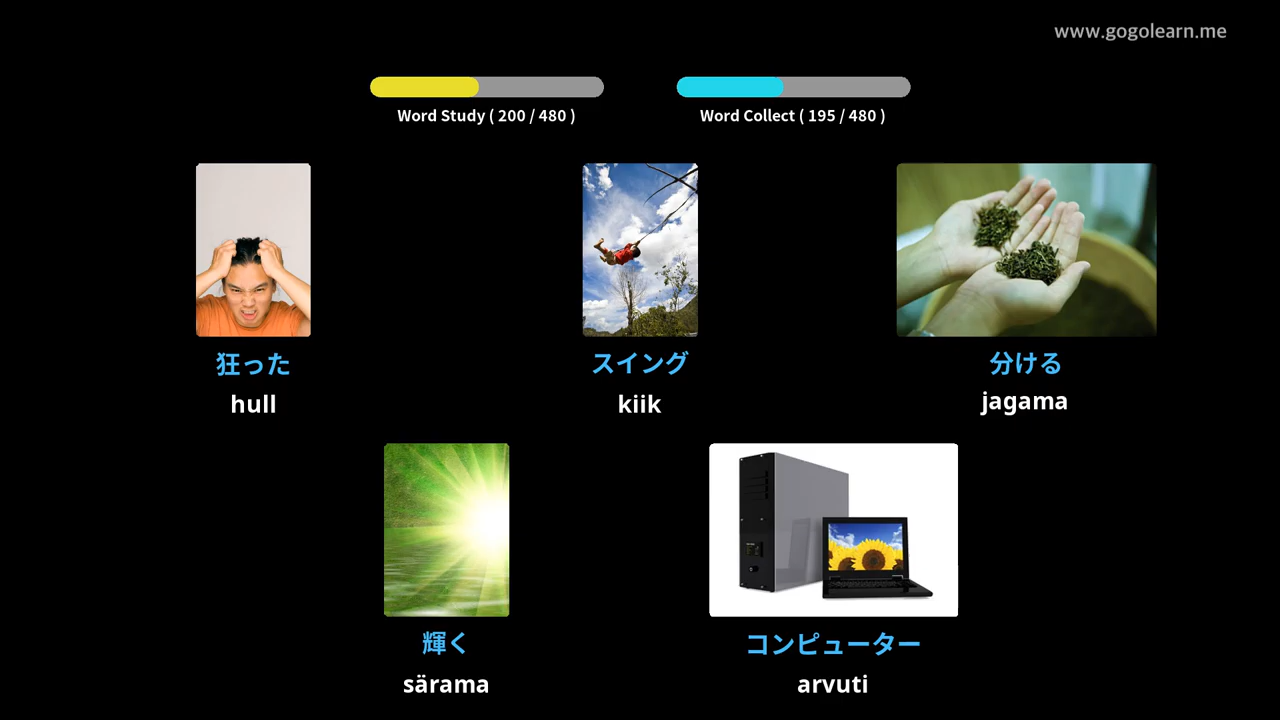 www.gogolearn.me
Word Study ( 200 / 480 )
Word Collect ( 195 / 480 )
狂った
hull
スイング
kiik
分ける
jagama
輝く
särama
コンピューター
arvuti